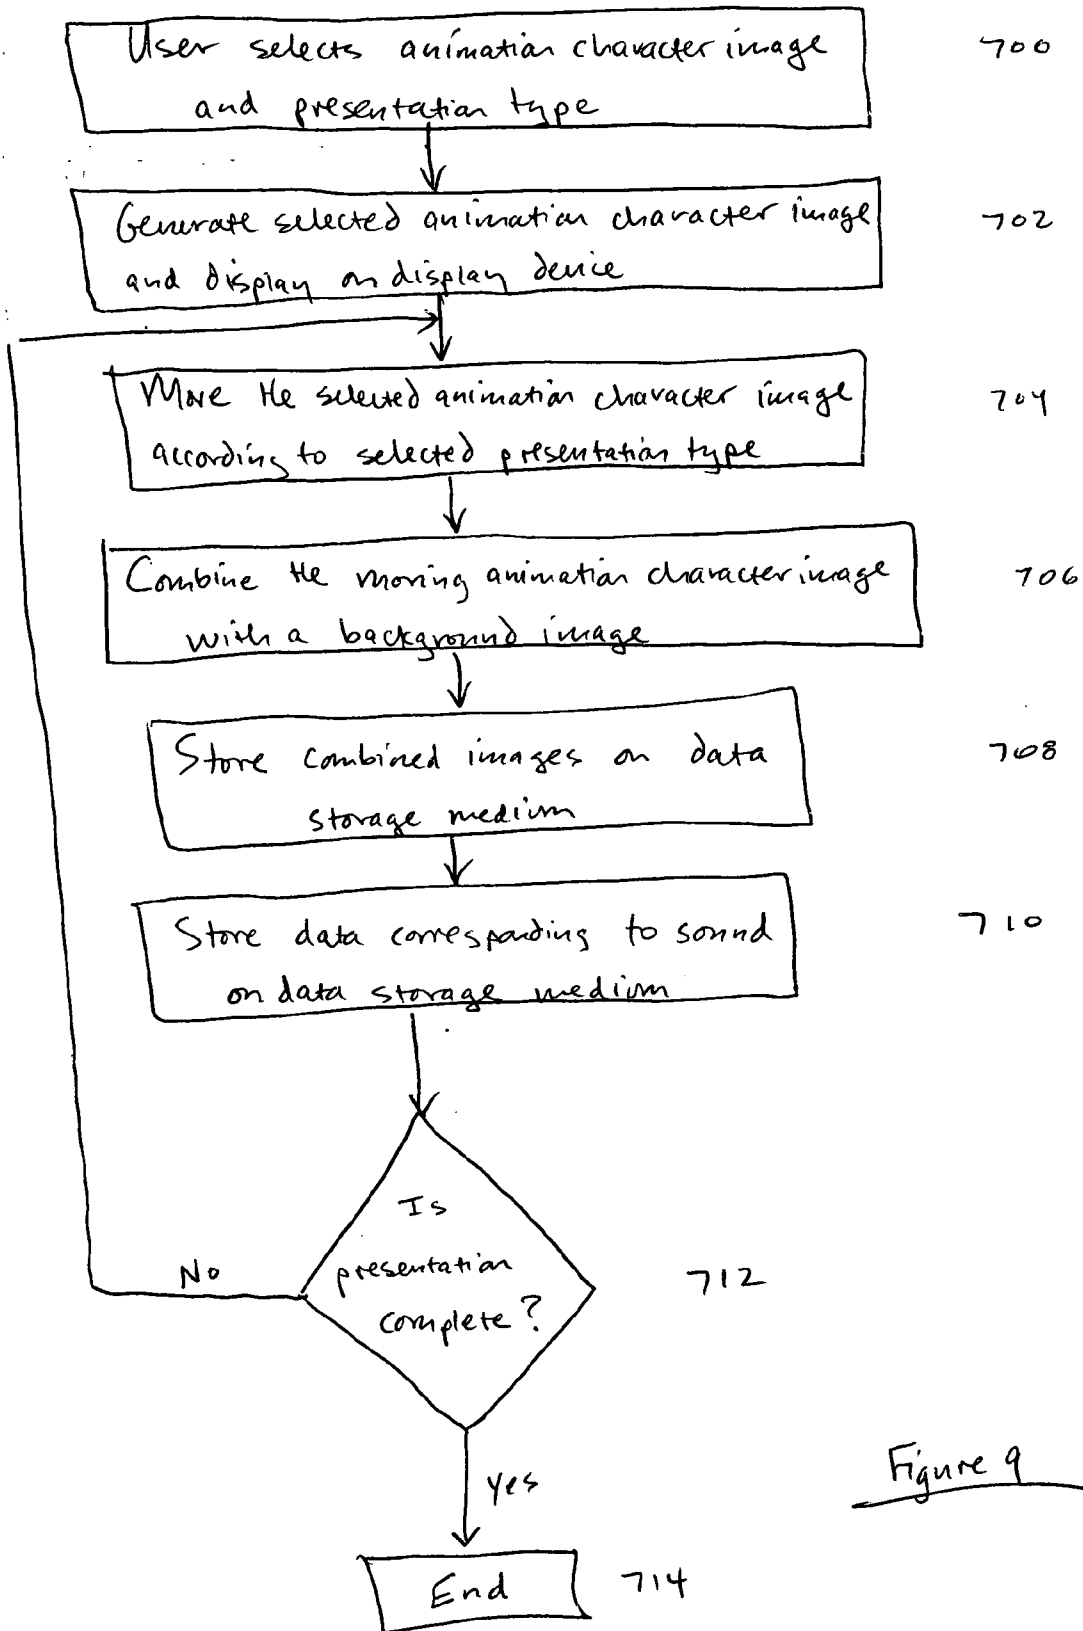 User selects animation character image
and presentation type
700
Generate selected animation character image
and display on display device
702
Move the selected animation character image
according to selected presentation type
704
Combine the moving animation character image
with a background image
706
Store combined images on data
storage medium
708
Store data corresponding to sound
on data storage medium
710
Is
presentation
complete?
712
No
yes
Figure 9
End
714